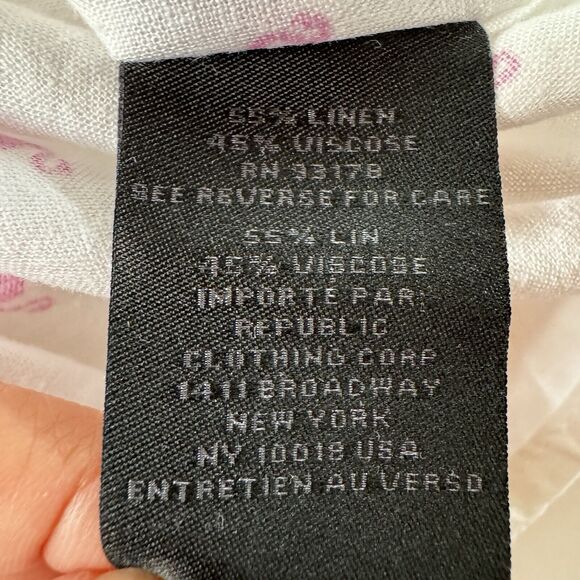 55% LINEN
45% VISCOSE
RN 93178
SEE REVERSE FOR CARE
55% LIN
45% VISCOSE
IMPORTE PAR:
REPUBLIC
CLOTHING CORP
1411 BROADWAY
NEW YORK
NY 10018 USA
ENTRETIEN AU VERSO